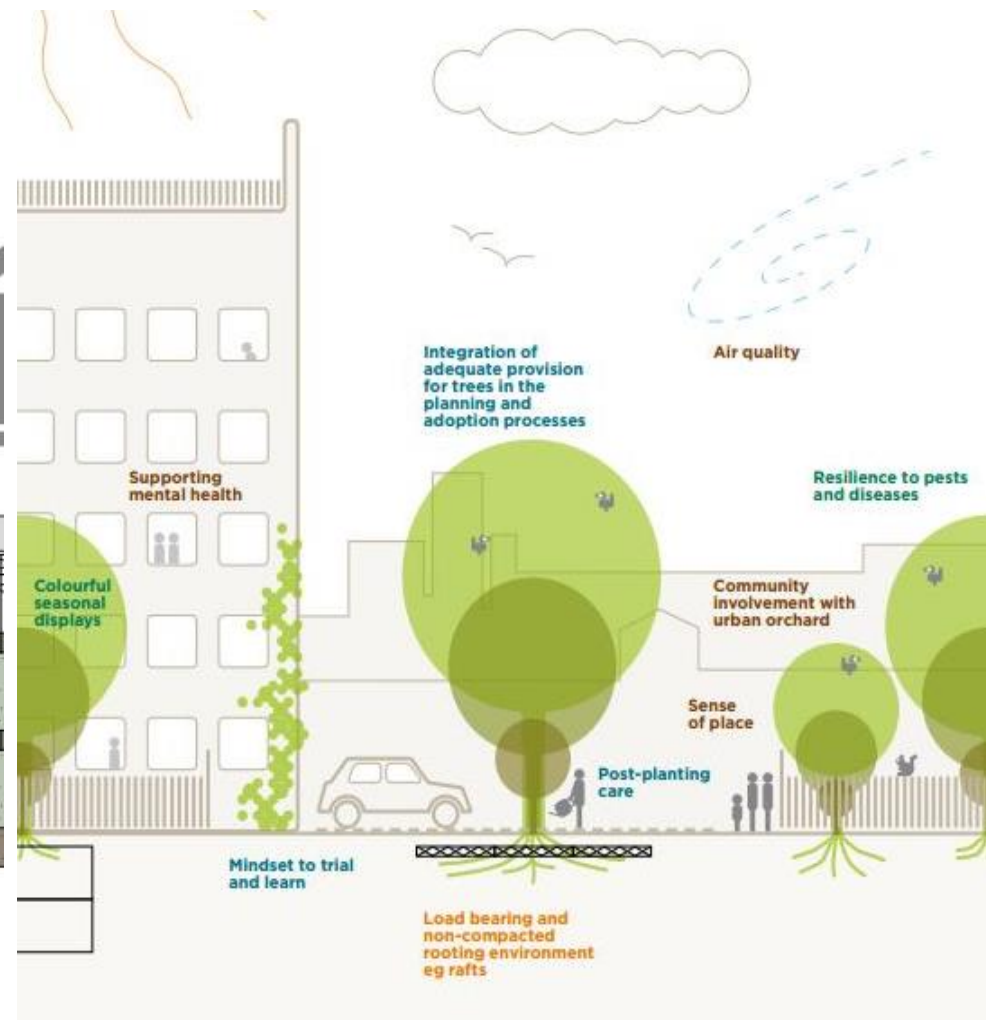 Integration of
adequate provision
for trees in the
planning and
adoption processes
Air quality
Supporting
mental health
Resilience to pests
and diseases
Colourful
seasonal
displays
Community
involvement with
urban orchard
Sense
of place
Post-planting
care
Mindset to trial
and learn
Load bearing and
non-compacted
rooting environment
eg rafts